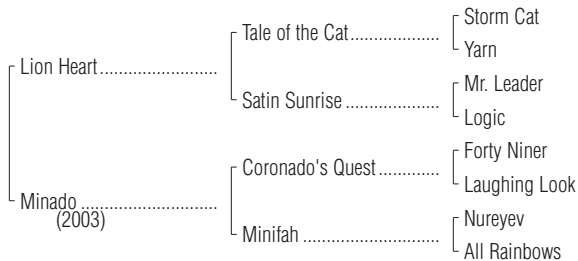 Storm Cat
Tale of the Cat
Yarn
Lion Heart
Mr. Leader
Satin Sunrise
Logic
Forty Niner
Coronado's Quest
Laughing Look
Minado
(2003)
Nureyev
Minifah
All Rainbows